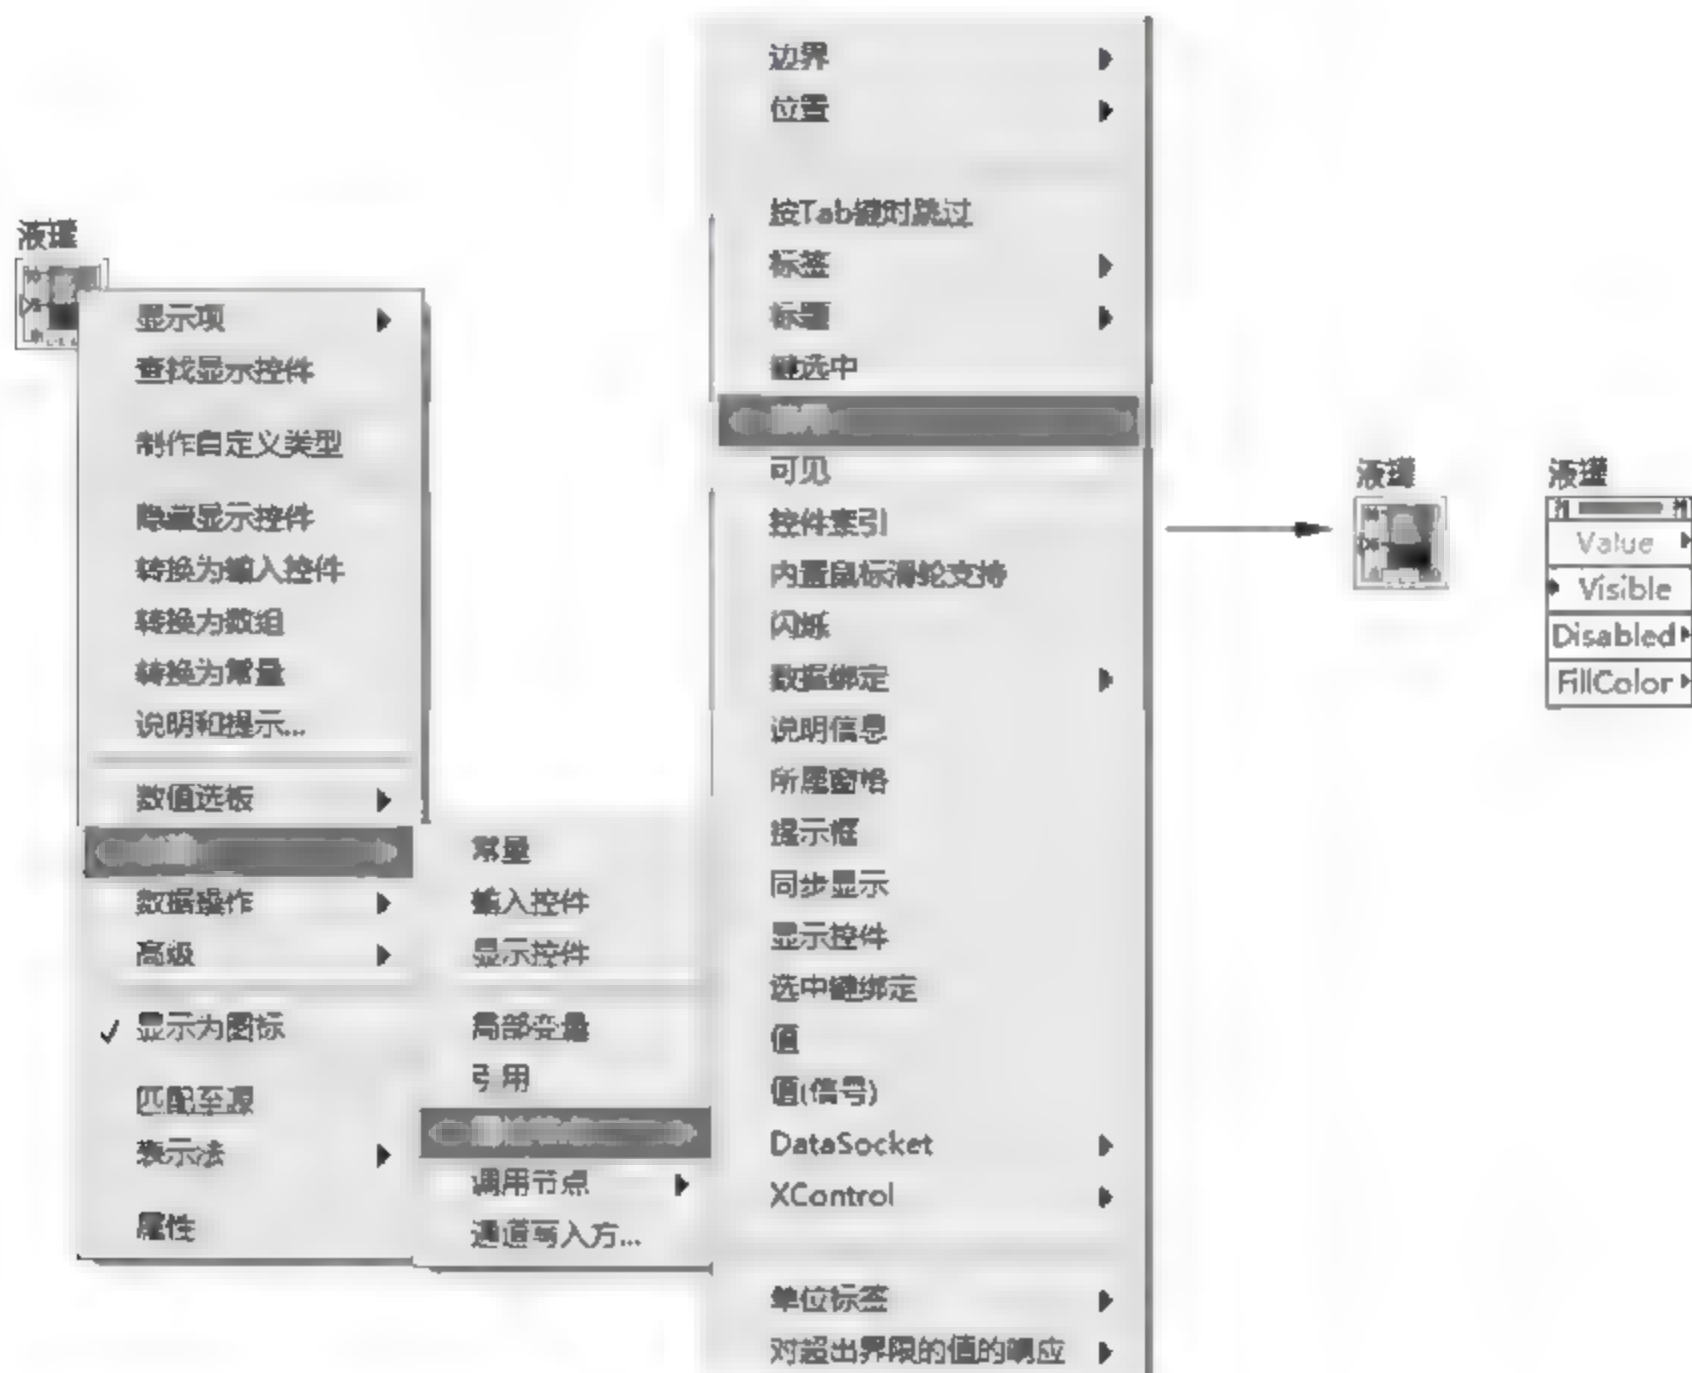 液罐
显示项
查找显示控件
制作自定义类型
隐藏显示控件
转换为输入控件
转换为数组
转换为常量
说明和提示...
数值选板
数据操作
高级
显示为图标
匹配至源
表示法
属性
常量
输入控件
显示控件
局部变量
引用
调用节点
通道写入方...
边界
位置
按Tab键时跳过
标签
标题
键选中
可见
控件索引
内置鼠标滑轮支持
闪烁
数据绑定
说明信息
所属窗格
提示框
同步显示
显示控件
选中键绑定
值
值(信号)
DataSocket
XControl
单位标签
对超出界限的值的响应
液罐
液罐
Value
Visible
Disabled
FillColor